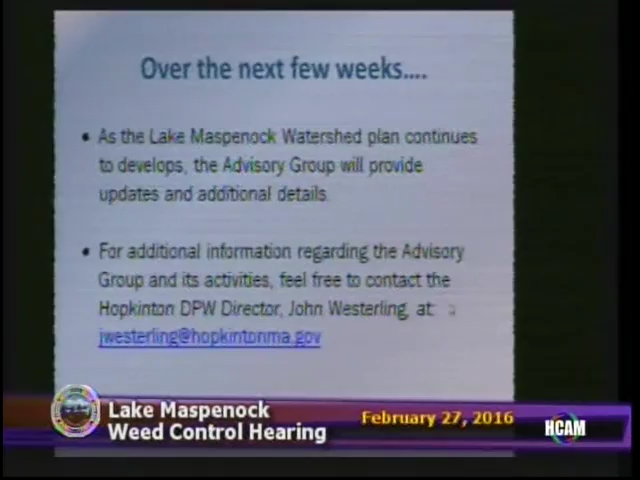 Over the next few weeks....
• As the Lake Maspenock Watershed plan continues
to develops, the Advisory Group will provide
updates and additional details.
• For additional information regarding the Advisory
Group and its activities, feel free to contact the
Hopkinton DPW Director, John Westerling, at:
jwesterling@hopkintonma.gov
Lake Maspenock
Weed Control Hearing
February 27, 2016
HCAM